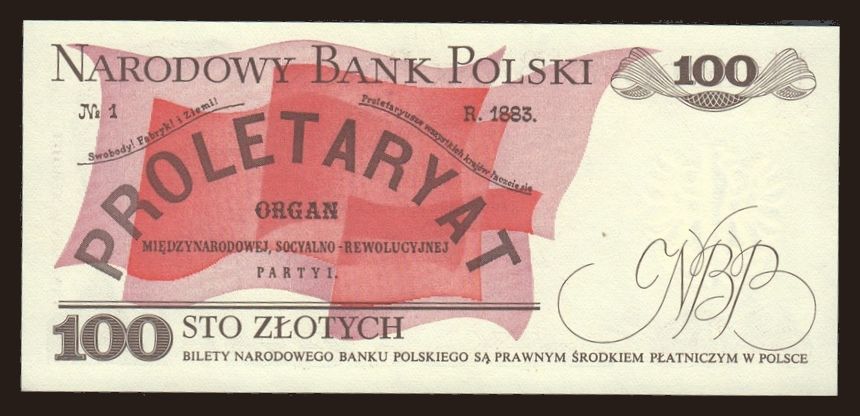 NARODOWY BANK POLSKI
100
№ 1
R. 1883.
Swobody! Fabryk! i Ziemi!
Proletaryusze wszystkich krajów łączcie się
PROLETARYAT
ORGAN
MIĘDZYNARODOWEJ, SOCYALNO-REWOLUCYJNEJ
PARTYI.
NBP
100 STO ZŁOTYCH
BILETY NARODOWEGO BANKU POLSKIEGO SĄ PRAWNYM ŚRODKIEM PŁATNICZYM W POLSCE